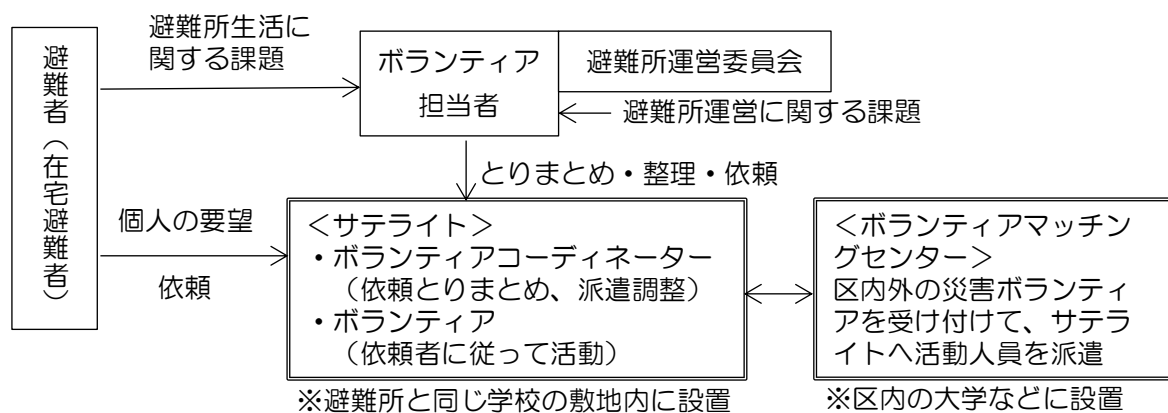 避難者（在宅避難者）
避難所生活に
関する課題
ボランティア
担当者
避難所運営委員会
避難所運営に関する課題
とりまとめ・整理・依頼
個人の要望
依頼
＜サテライト＞
・ボランティアコーディネーター
（依頼とりまとめ、派遣調整）
・ボランティア
（依頼者に従って活動）
※避難所と同じ学校の敷地内に設置
＜ボランティアマッチン
グセンター＞
区内外の災害ボランティ
アを受け付けて、サテラ
イトへ活動人員を派遣
※区内の大学などに設置